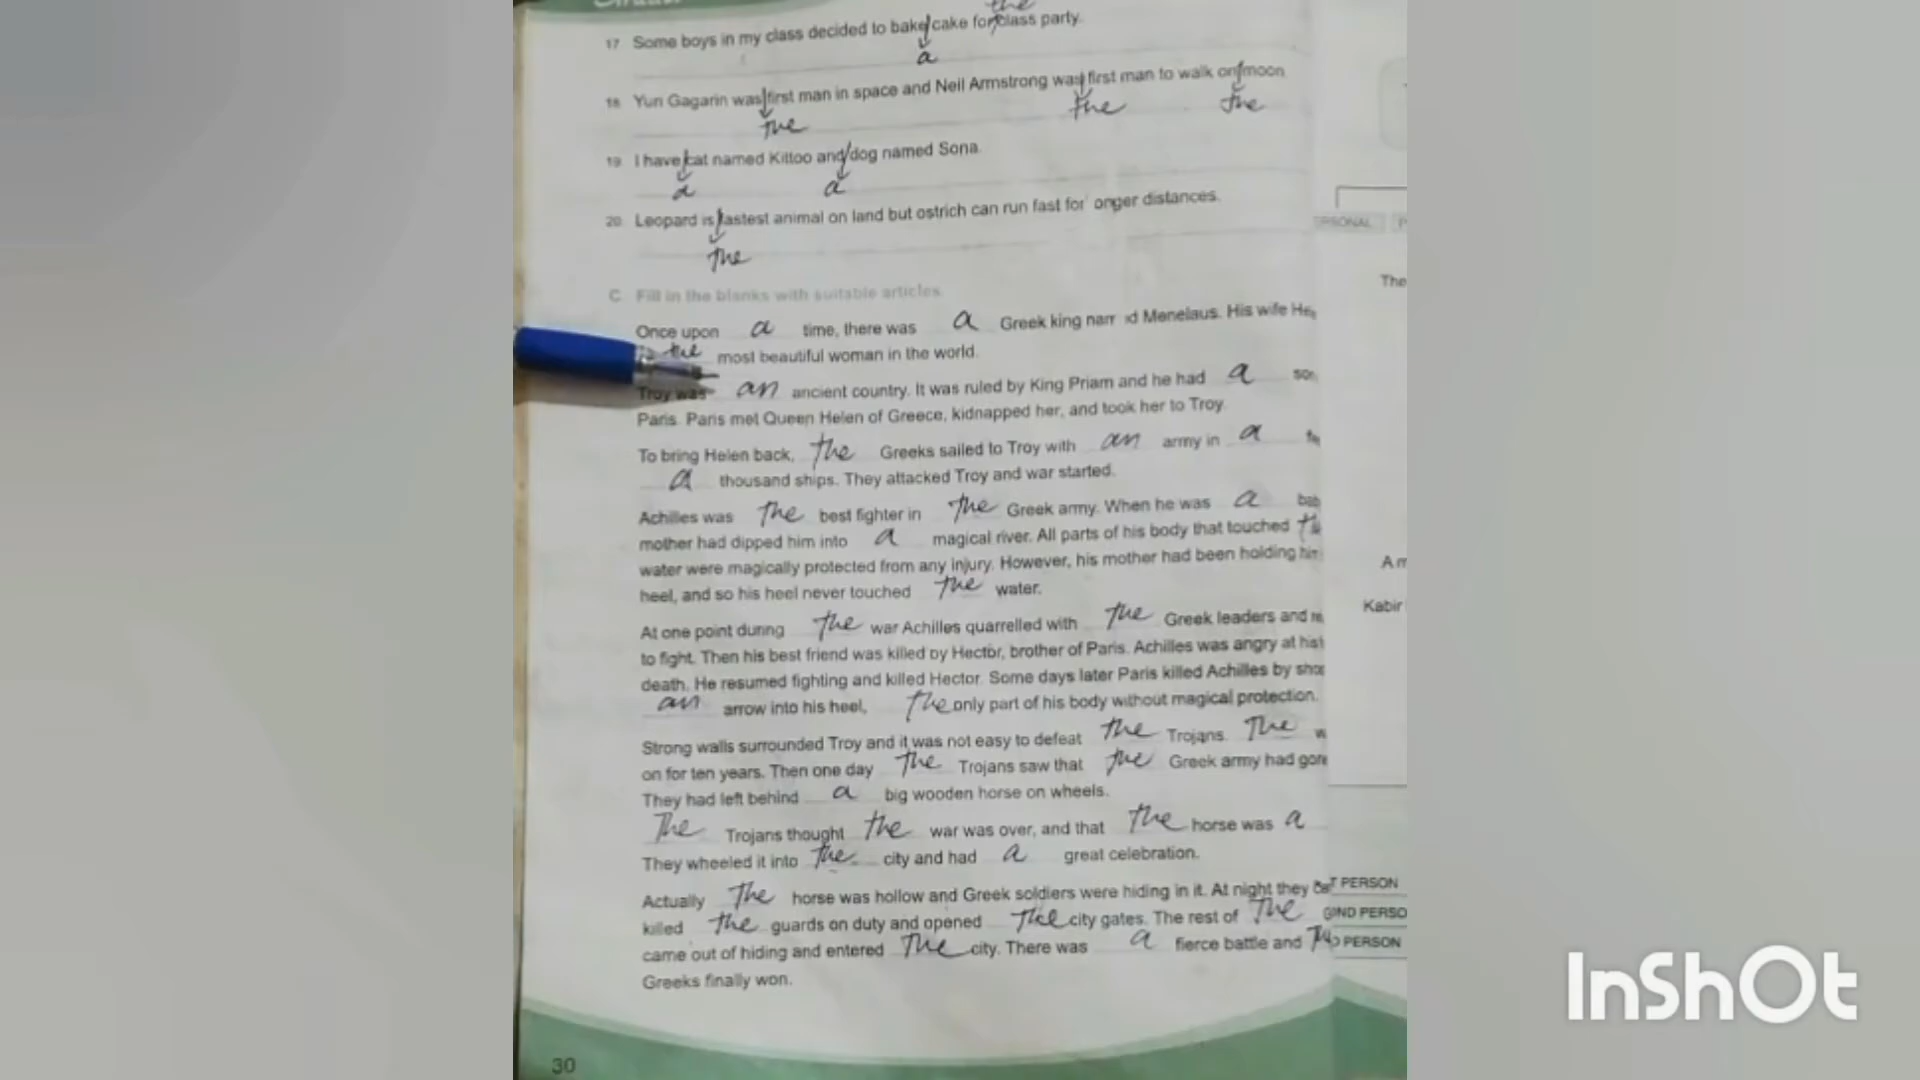 the
17 Some boys in my class decided to bake cake for class party.
a
18 Yuri Gagarin was first man in space and Neil Armstrong was first man to walk on moon
the the the
19 I have cat named Kittoo and dog named Sona.
a a
20 Leopard is fastest animal on land but ostrich can run fast for onger distances.
the
ERSONAL P
C Fill in the blanks with suitable articles
The
Once upon a time, there was a Greek king nam d Menelaus. His wife He
the most beautiful woman in the world.
Troy was an ancient country. It was ruled by King Priam and he had a son
Paris. Paris met Queen Helen of Greece, kidnapped her, and took her to Troy.
To bring Helen back, the Greeks sailed to Troy with an army in a
a thousand ships. They attacked Troy and war started.
Achilles was the best fighter in the Greek army. When he was a bab
mother had dipped him into a magical river. All parts of his body that touched
water were magically protected from any injury. However, his mother had been holding
A m
heel, and so his heel never touched the water.
Kabir
At one point during the war Achilles quarrelled with the Greek leaders and
to fight. Then his best friend was killed by Hector, brother of Paris. Achilles was angry at his
death. He resumed fighting and killed Hector. Some days later Paris killed Achilles by shoo
an arrow into his heel, the only part of his body without magical protection.
Strong walls surrounded Troy and it was not easy to defeat the Trojans. The w
on for ten years. Then one day the Trojans saw that the Greek army had gone
They had left behind a big wooden horse on wheels.
The Trojans thought the war was over, and that the horse was a
They wheeled it into the city and had a great celebration.
Actually the horse was hollow and Greek soldiers were hiding in it. At night they
T PERSON
killed the guards on duty and opened the city gates. The rest of the
OND PERSO
came out of hiding and entered the city. There was a fierce battle and
D PERSON
Greeks finally won.
30
InShOt